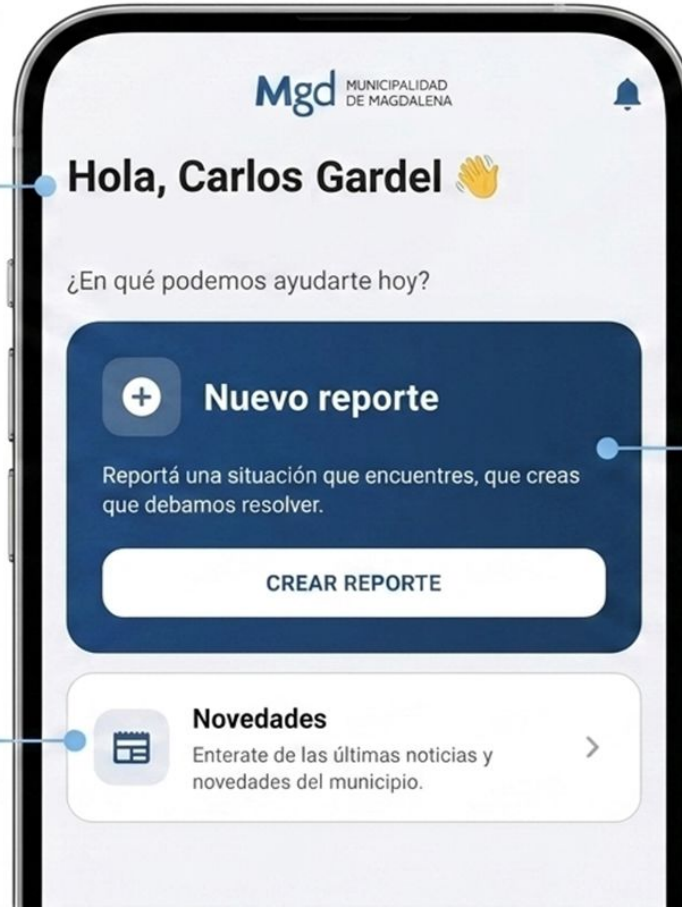 Mgd MUNICIPALIDAD
DE MAGDALENA
Hola, Carlos Gardel 👋
¿En qué podemos ayudarte hoy?
Nuevo reporte
Reportá una situación que encuentres, que creas
que debamos resolver.
CREAR REPORTE
Novedades
Enterate de las últimas noticias y
novedades del municipio.